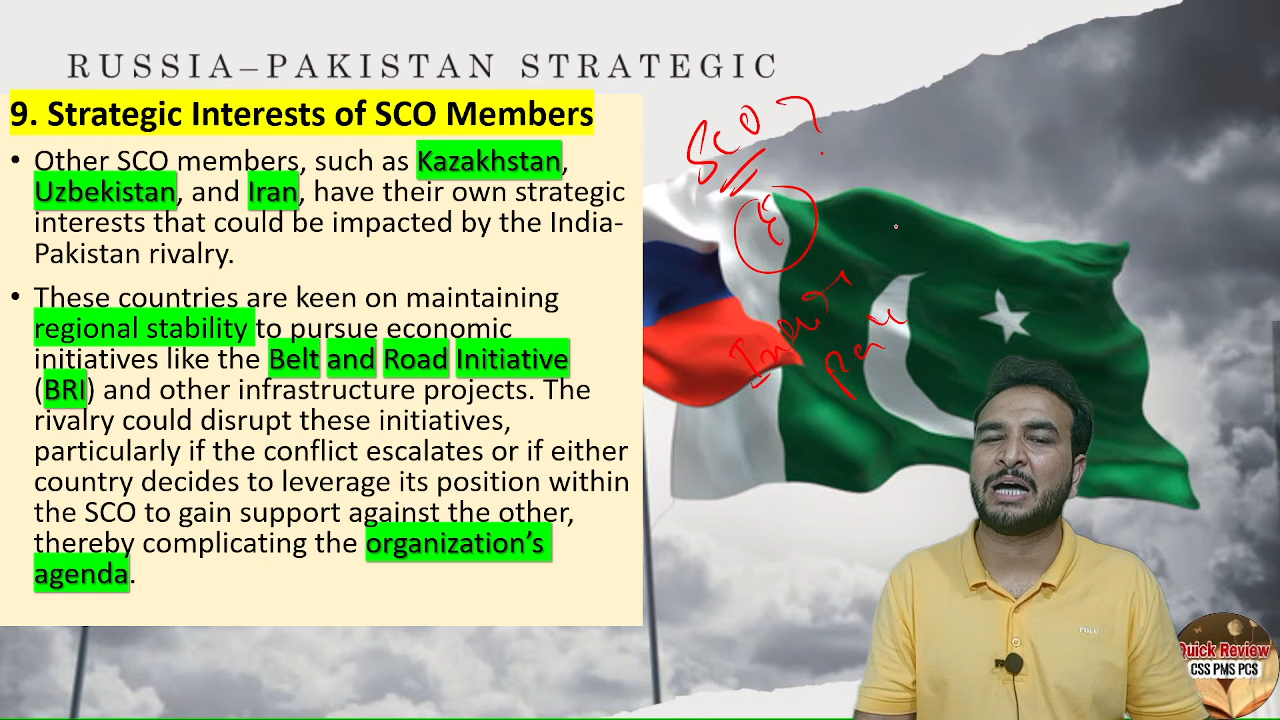 RUSSIA–PAKISTAN STRATEGIC
9. Strategic Interests of SCO Members
• Other SCO members, such as Kazakhstan,
Uzbekistan, and Iran, have their own strategic
interests that could be impacted by the India-
Pakistan rivalry.
• These countries are keen on maintaining
regional stability to pursue economic
initiatives like the Belt and Road Initiative
(BRI) and other infrastructure projects. The
rivalry could disrupt these initiatives,
particularly if the conflict escalates or if either
country decides to leverage its position within
the SCO to gain support against the other,
thereby complicating the organization’s
agenda.
SCO ?
POLO
Quick Review
CSS PMS PCS